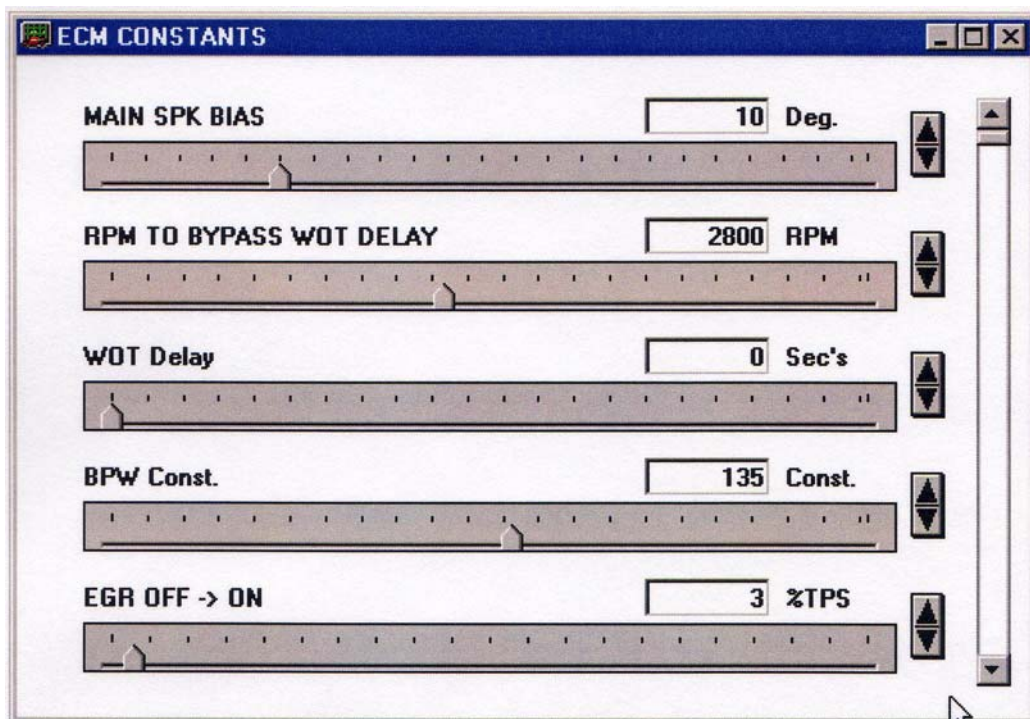 ECM CONSTANTS
MAIN SPK BIAS 10 Deg.
RPM TO BYPASS WOT DELAY 2800 RPM
WOT Delay 0 Sec's
BPW Const. 135 Const.
EGR OFF -> ON 3 %TPS